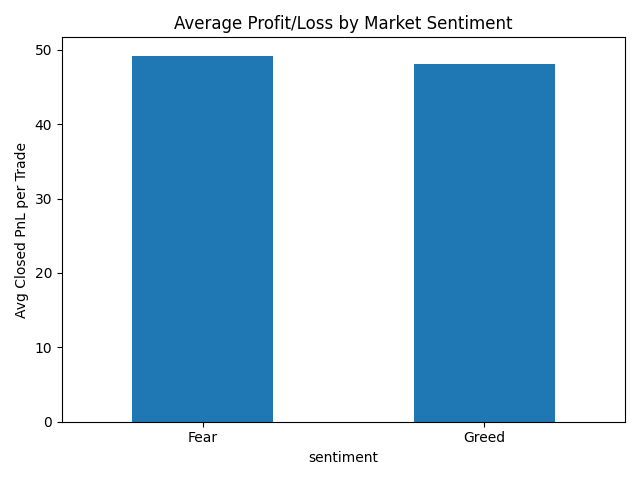 Average Profit/Loss by Market Sentiment
50
40
30
20
10
0
Avg Closed PnL per Trade
Fear
Greed
sentiment